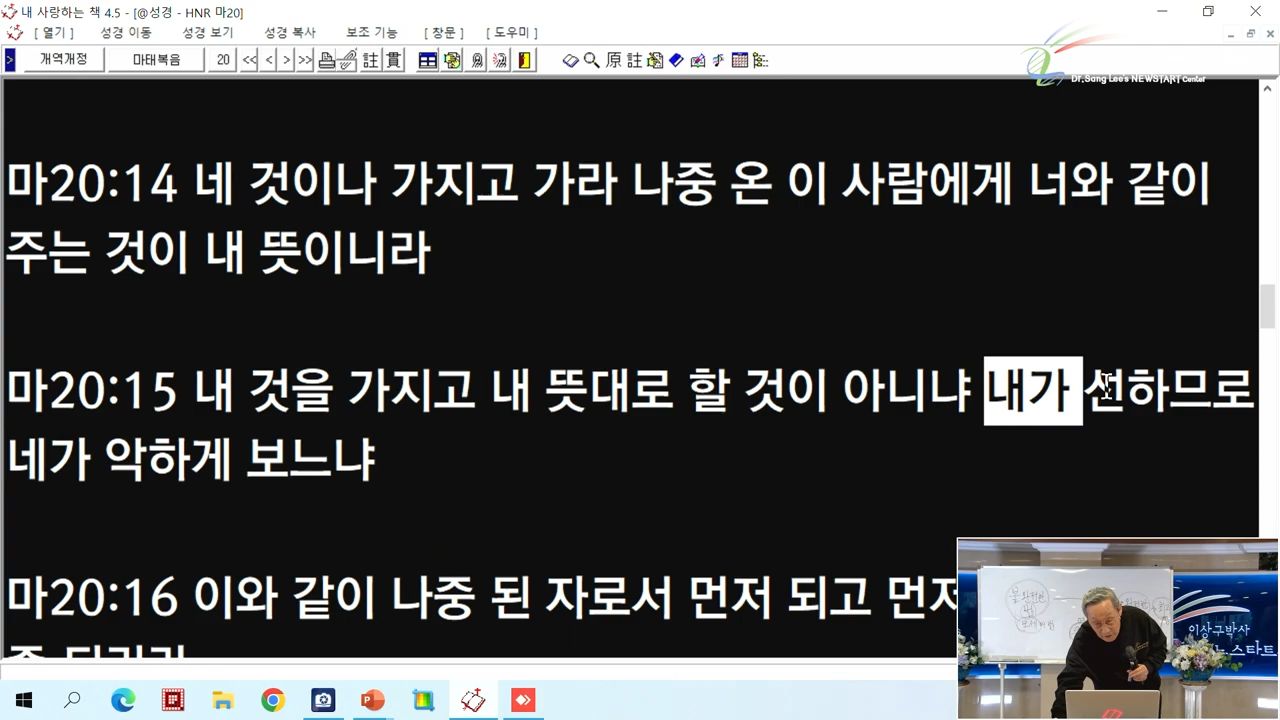 내 사랑하는 책 4.5 - [@성경 - HNR 마20]
[ 열기 ] 성경 이동 성경 보기 성경 복사 보조 기능 [ 창문 ] [ 도우미 ]
개역개정 마태복음 20 << < > >> 註 貫 原 註
Dr.Sang Lee's NEWSTART Center
마20:14 네 것이나 가지고 가라 나중 온 이 사람에게 너와 같이
주는 것이 내 뜻이니라
마20:15 내 것을 가지고 내 뜻대로 할 것이 아니냐 내가 선하므로
네가 악하게 보느냐
마20:16 이와 같이 나중 된 자로서 먼저 되고 먼저
이상구박사
스타트